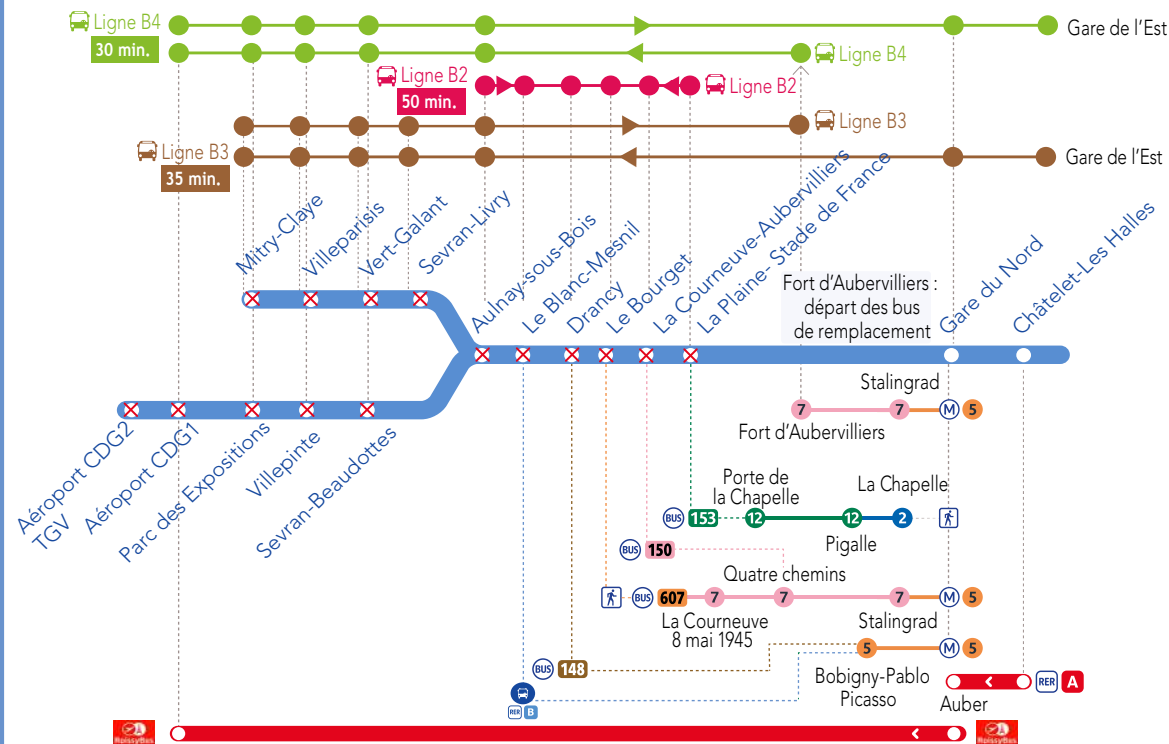 Ligne B4
30 min.
Gare de l'Est
Ligne B4
Ligne B2
50 min.
Ligne B2
Ligne B3
Ligne B3
35 min.
Gare de l'Est
Mitry-Claye
Villeparisis
Vert-Galant
Sevran-Livry
Aulnay-sous-Bois
Le Blanc-Mesnil
Drancy
Le Bourget
La Courneuve-Aubervilliers
La Plaine- Stade de France
Fort d'Aubervilliers :
départ des bus
de remplacement
Gare du Nord
Châtelet-Les Halles
Aéroport CDG2
TGV
Aéroport CDG1
Parc des Expositions
Villepinte
Sevran-Beaudottes
Stalingrad
7 7 M 5
Fort d'Aubervilliers
Porte de
la Chapelle
La Chapelle
BUS 153 12 12 2
Pigalle
BUS 150
Quatre chemins
BUS 607 7 7 7 M 5
La Courneuve
8 mai 1945
Stalingrad
5 M 5
BUS 148
Bobigny-Pablo
Picasso
RER B
RER A
Auber
RoissyBus
RoissyBus